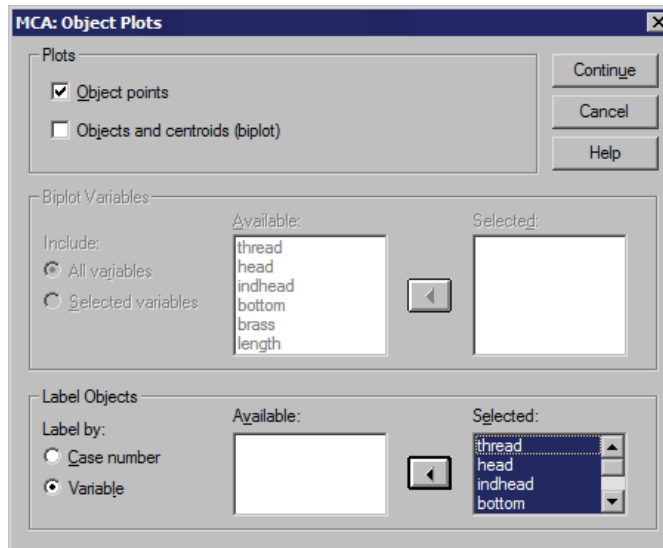 MCA: Object Plots
Plots
Object points
Objects and centroids (biplot)
Continue
Cancel
Help
Biplot Variables
Include:
All variables
Selected variables
Available:
thread
head
indhead
bottom
brass
length
Selected:
Label Objects
Label by:
Case number
Variable
Available:
Selected:
thread
head
indhead
bottom